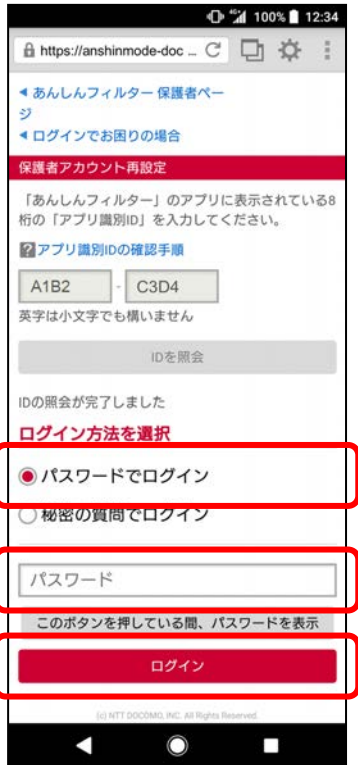 100% 12:34
https://anshinmode-doc ...
あんしんフィルター 保護者ペー
ジ
ログインでお困りの場合
保護者アカウント再設定
「あんしんフィルター」のアプリに表示されている8
桁の「アプリ識別ID」を入力してください。
?アプリ識別IDの確認手順
A1B2 - C3D4
英字は小文字でも構いません
IDを照会
IDの照会が完了しました
ログイン方法を選択
パスワードでログイン
秘密の質問でログイン
パスワード
このボタンを押している間、パスワードを表示
ログイン
(c) NTT DOCOMO, INC. All Rights Reserved.